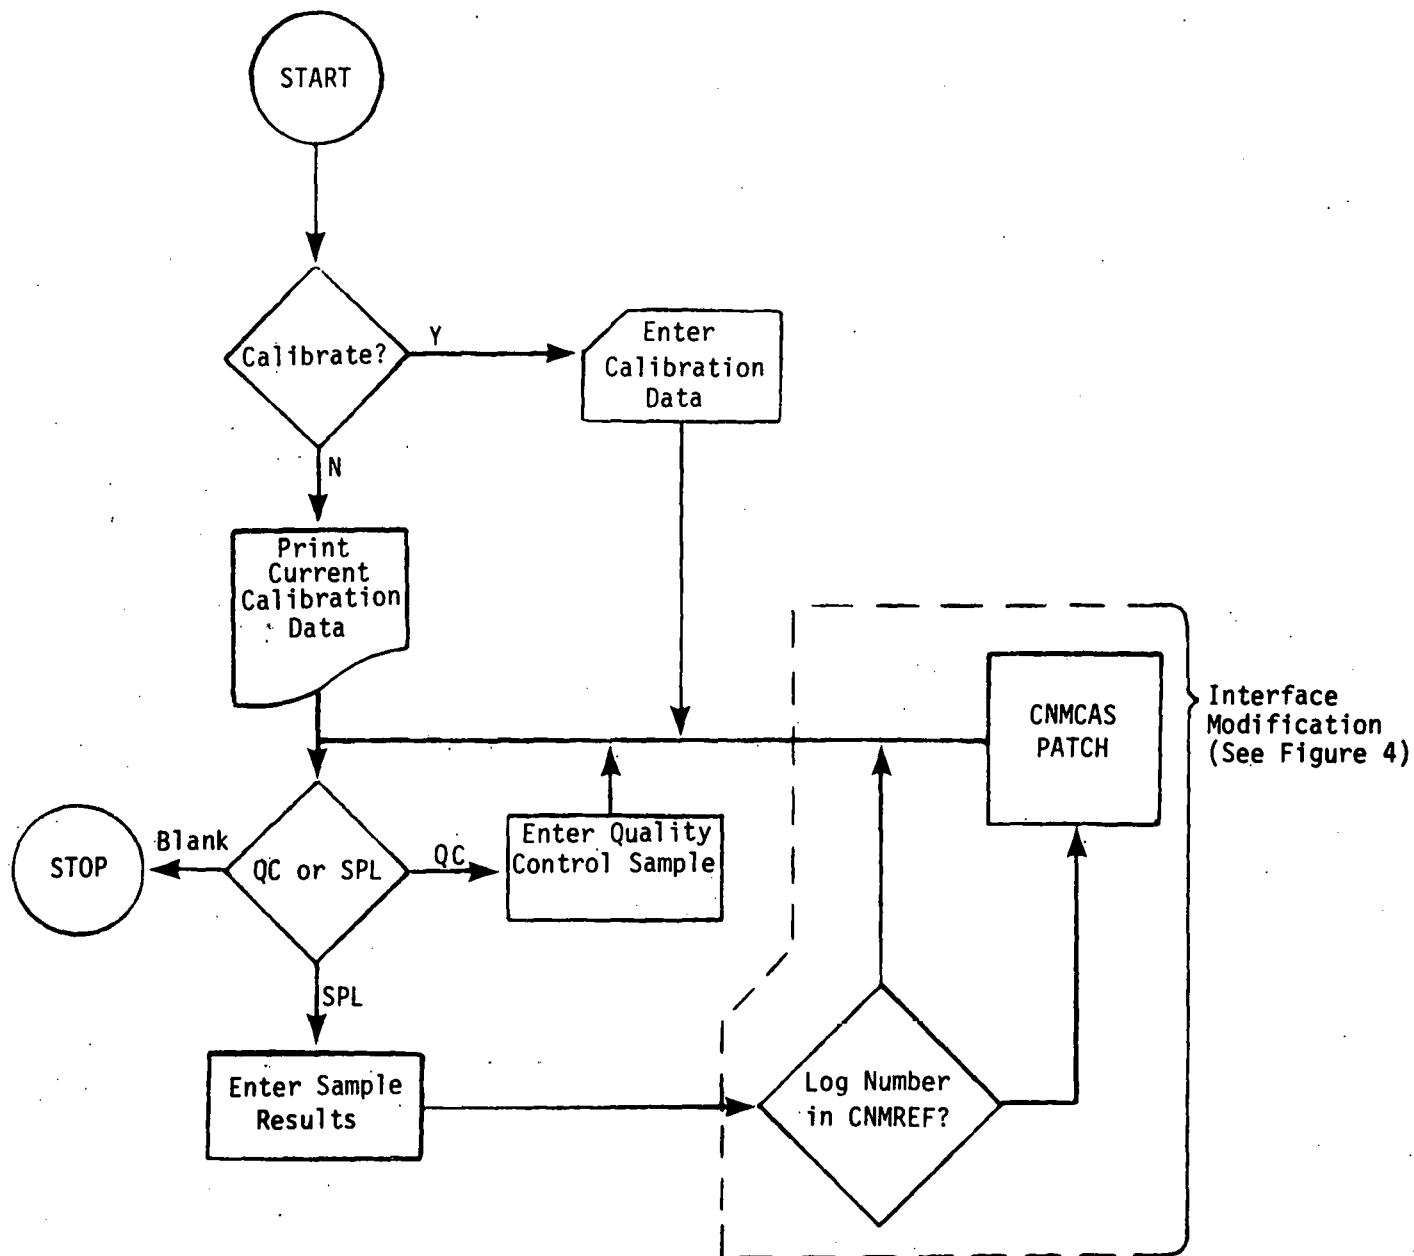 START
Calibrate?
Y
Enter
Calibration
Data
N
Print
Current
Calibration
Data
CNMCAS
PATCH
Interface
Modification
(See Figure 4)
STOP
Blank
QC or SPL
QC
Enter Quality
Control Sample
SPL
Enter Sample
Results
Log Number
in CNMREF?